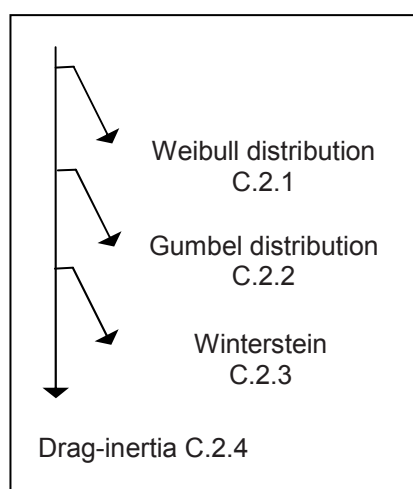 Weibull distribution
C.2.1
Gumbel distribution
C.2.2
Winterstein
C.2.3
Drag-inertia C.2.4